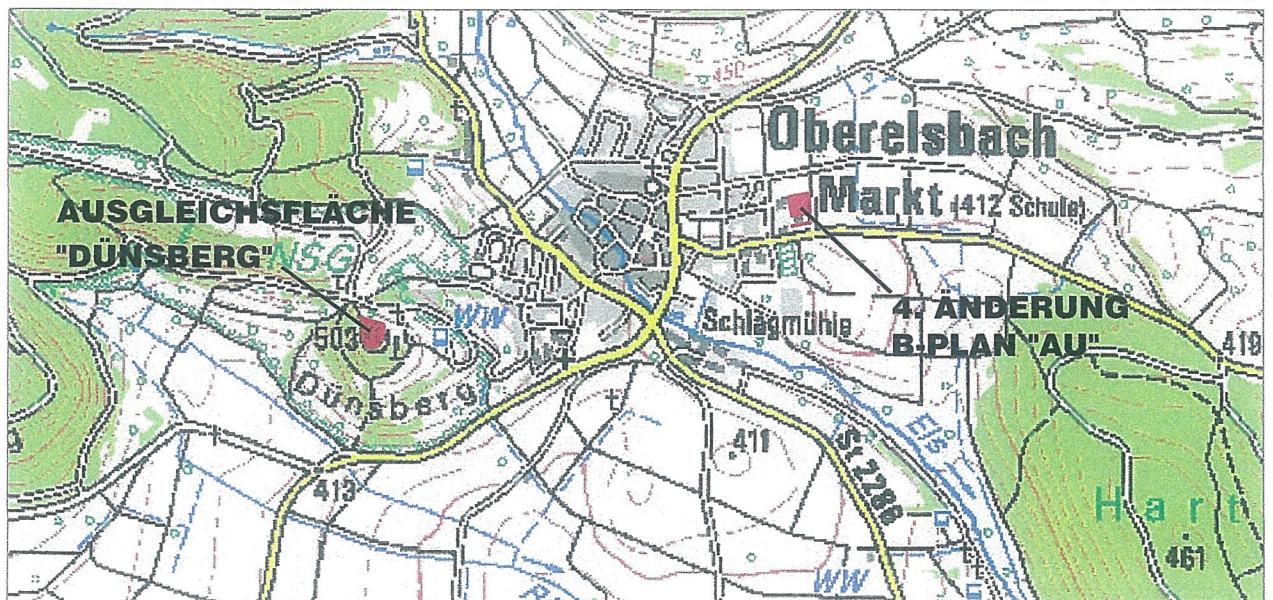 450
Oberelsbach
AUSGLEICHSFLÄCHE
Markt (412 Schule)
"DÜNSBERG"
NSG
4. ÄNDERUNG
WW
Schlagmühle
B-PLAN "AU"
503
419
Dünsberg
411
Els
St 2286
413
Hart
461
WW